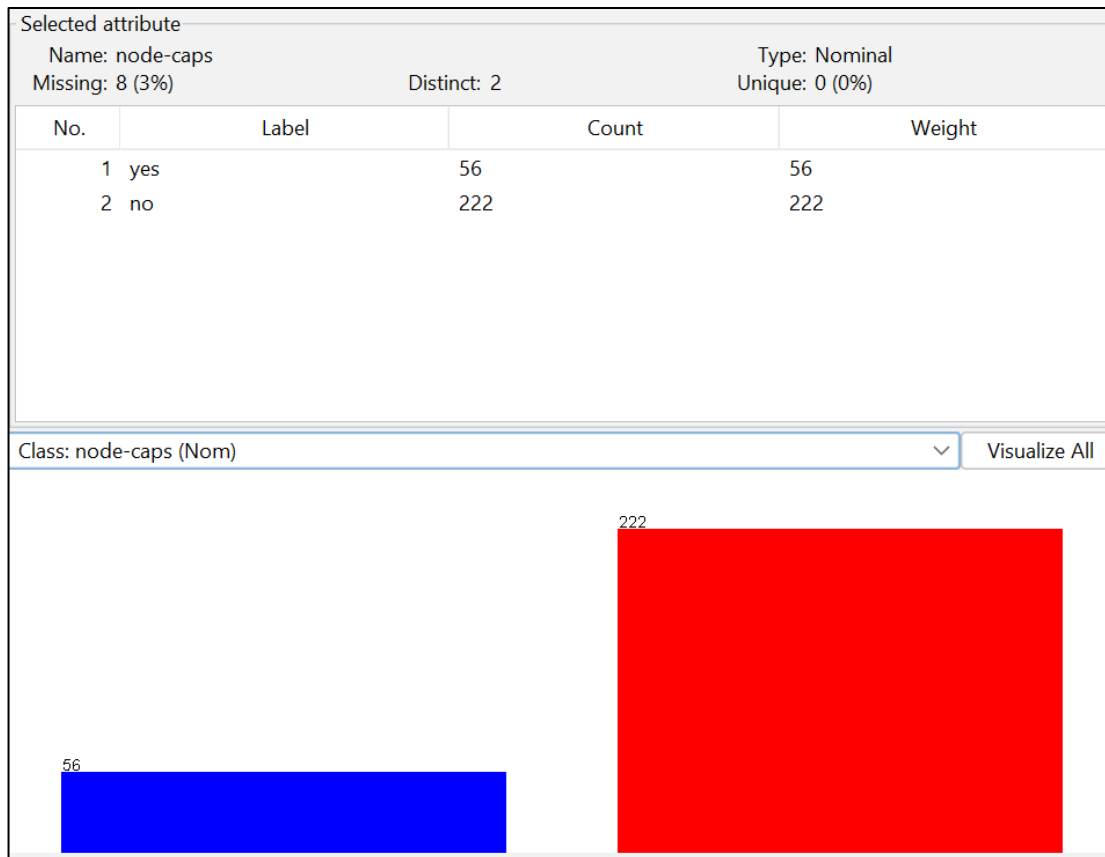 Selected attribute
Name: node-caps Type: Nominal
Missing: 8 (3%) Distinct: 2 Unique: 0 (0%)
No. Label Count Weight
1 yes 56 56
2 no 222 222
Class: node-caps (Nom) Visualize All
222
56